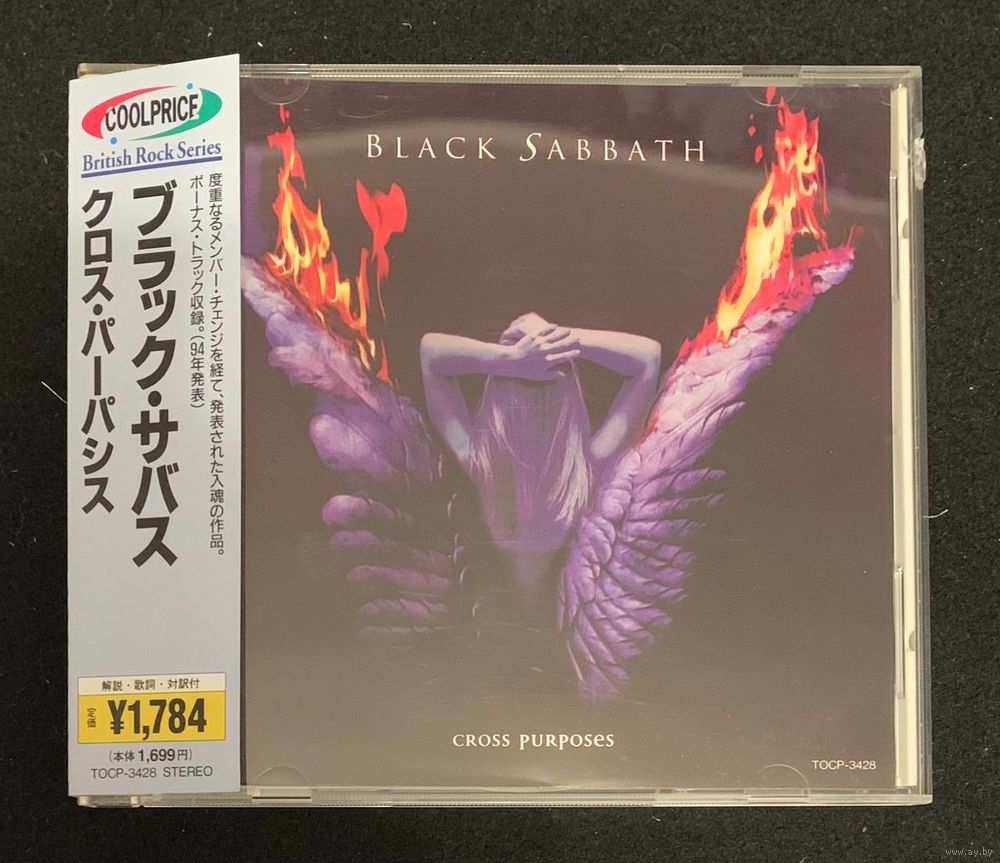 COOLPRICE
British Rock Series
度重なるメンバー・チェンジを経て、発表された入魂の作品。
ボーナス・トラック収録。(94年発表)
ブラック・サバス
クロス・パーパシス
解説・歌詞・対訳付
定価 ¥1,784
(本体1,699円)
TOCP-3428 STEREO
BLACK SABBATH
CROSS PURPOSES
TOCP-3428
www.ay.by